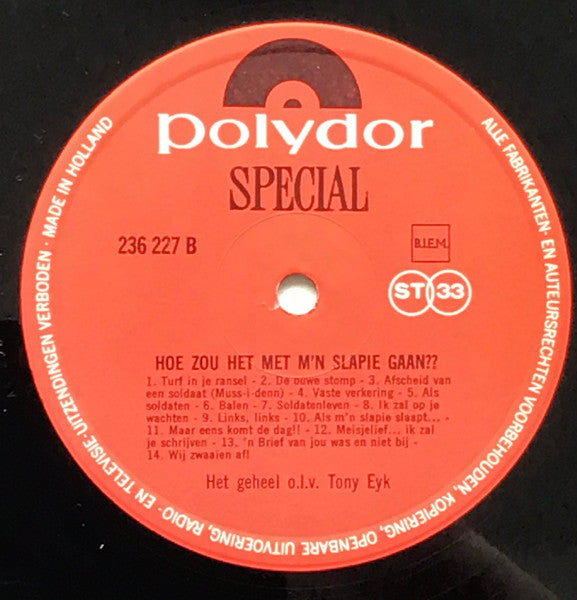 polydor
SPECIAL
236 227 B
B.I.E.M.
ST 33
HOE ZOU HET MET M'N SLAPIE GAAN??
1. Turf in je ransel - 2. De ouwe stomp - 3. Afscheid van
een soldaat (Muss-i-denn) - 4. Vaste verkering - 5. Als
soldaten - 6. Balen - 7. Soldatenleven - 8. Ik zal op je
wachten - 9. Links, links - 10. Als m'n slapie slaapt... -
11. Maar eens komt de dag!! - 12. Meisjelief... ik zal
je schrijven - 13. 'n Brief van jou was en niet bij -
14. Wij zwaaien af!
Het geheel o.l.v. Tony Eyk
ALLE FABRIKANTEN- EN AUTEURSRECHTEN VOORBEHOUDEN, KOPIERING, OPENBARE UITVOERING, RADIO- EN TELEVISIE-UITZENDINGEN VERBODEN · MADE IN HOLLAND